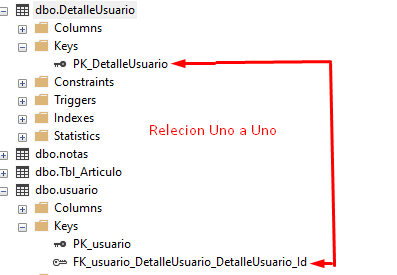 dbo.DetalleUsuario
Columns
Keys
PK_DetalleUsuario
Constraints
Triggers
Indexes
Statistics
Relecion Uno a Uno
dbo.notas
dbo.Tbl_Articulo
dbo.usuario
Columns
Keys
PK_usuario
FK_usuario_DetalleUsuario_DetalleUsuario_Id